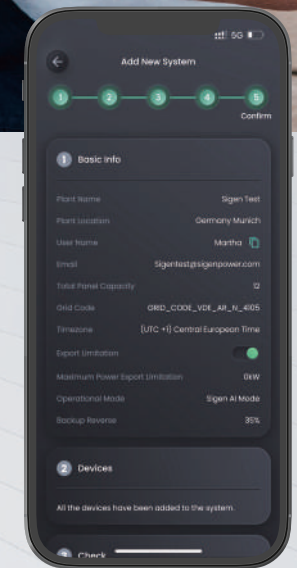 5G
Add New System
1 2 3 4 5
Confirm
1 Basic Info
Plant Name Sigen Test
Plant Location Germany Munich
User Name Martha
Email Sigentest@sigenpower.com
Total Panel Capacity 12
Grid Code GRID_CODE_VDE_AR_N_4105
Timezone (UTC +1) Central European Time
Export Limitation
Maximum Power Export Limitation 0kW
Operational Mode Sigen AI Mode
Backup Reverse 35%
2 Devices
All the devices have been added to the system.
3 Check